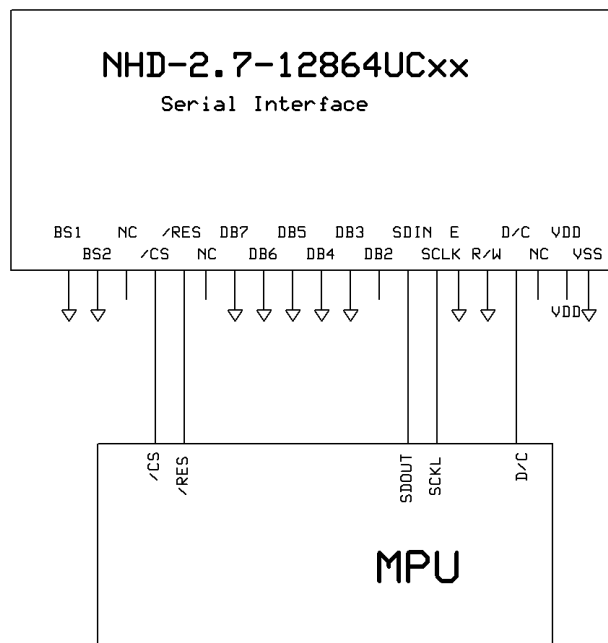 NHD-2.7-12864UCxx
Serial Interface
BS1 NC /RES DB7 DB5 DB3 SDIN E D/C VDD
BS2 /CS NC DB6 DB4 DB2 SCLK R/W NC VSS
VDD
/CS /RES SDOUT SCKL D/C
MPU